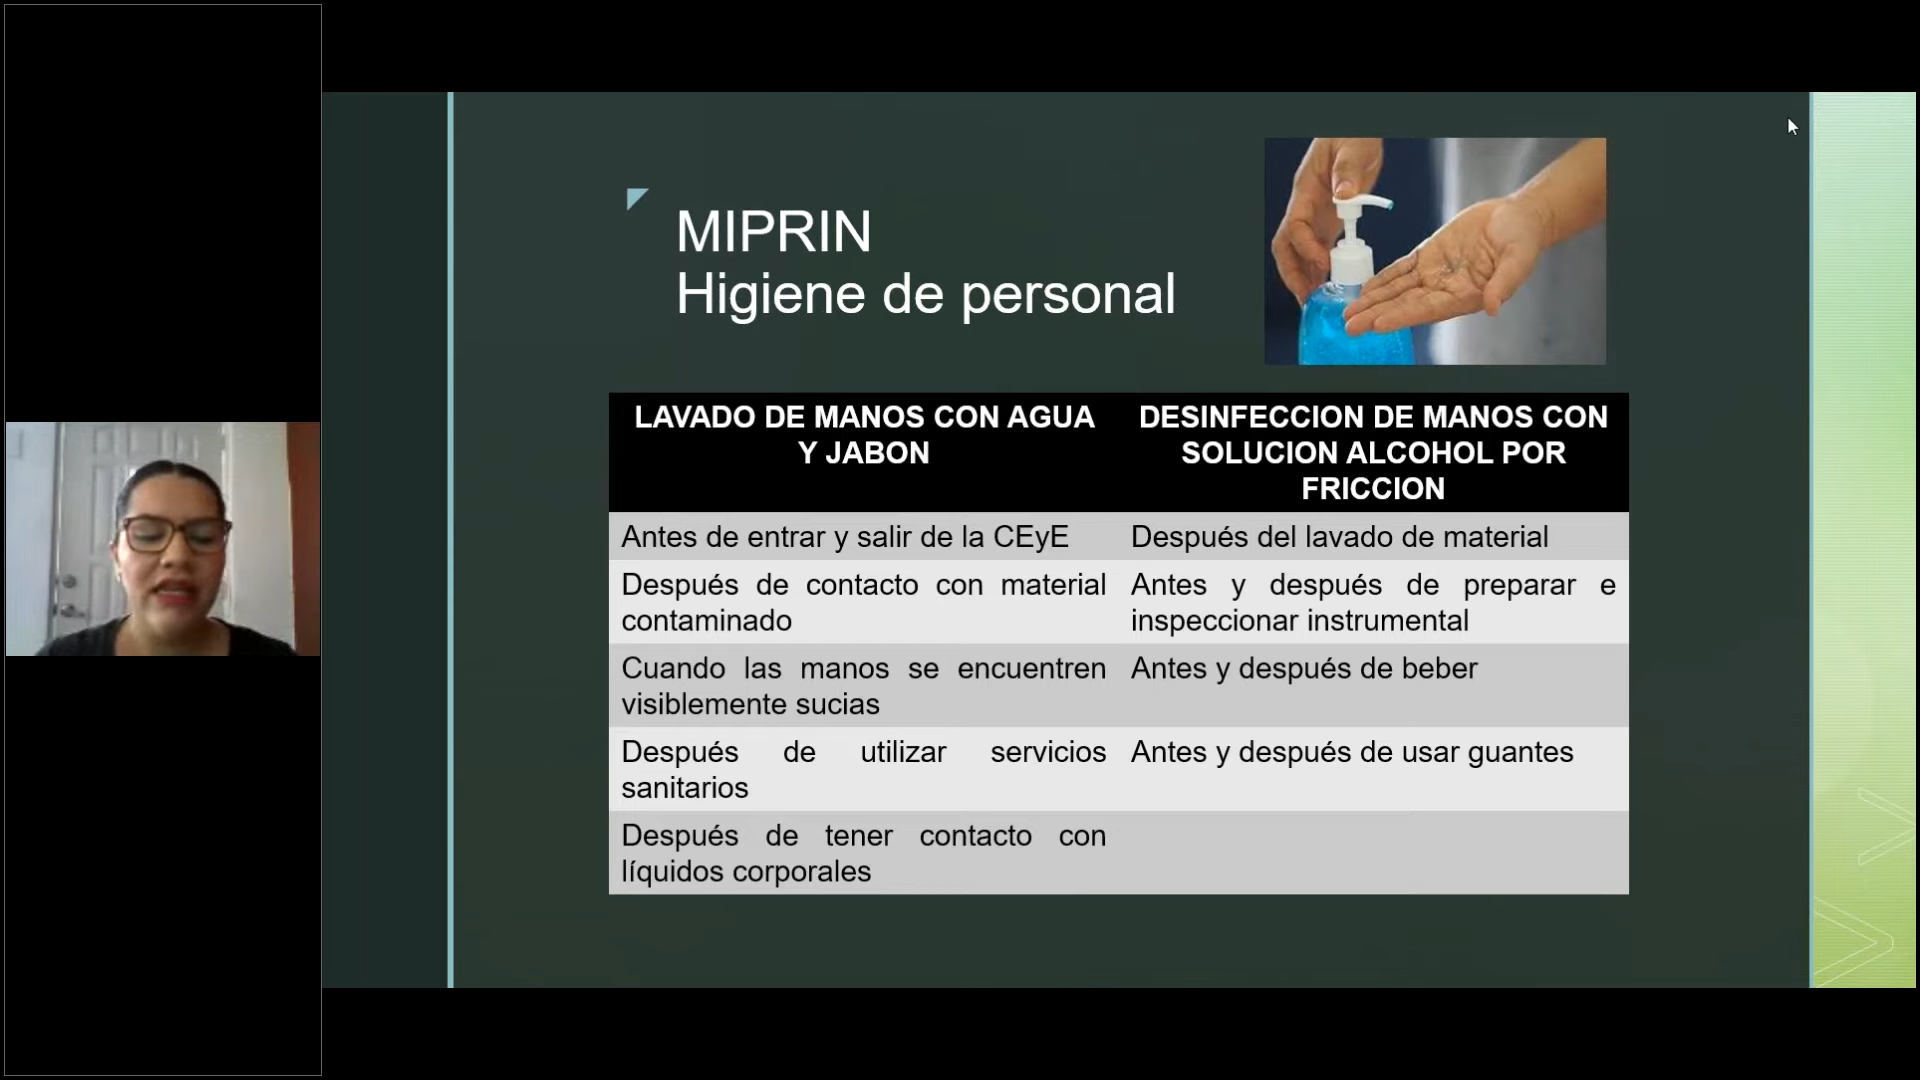 MIPRIN
Higiene de personal
LAVADO DE MANOS CON AGUA
Y JABON
DESINFECCION DE MANOS CON
SOLUCION ALCOHOL POR
FRICCION
Antes de entrar y salir de la CEyE
Después del lavado de material
Después de contacto con material
contaminado
Antes y después de preparar e
inspeccionar instrumental
Cuando las manos se encuentren
visiblemente sucias
Antes y después de beber
Después de utilizar servicios
sanitarios
Antes y después de usar guantes
Después de tener contacto con
líquidos corporales